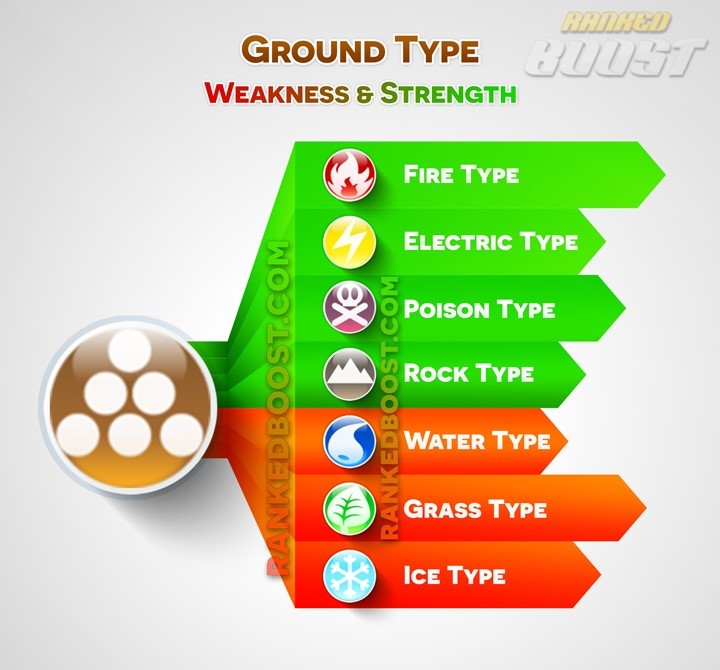 RANKED
BOOST
GROUND TYPE
WEAKNESS & STRENGTH
FIRE TYPE
ELECTRIC TYPE
POISON TYPE
ROCK TYPE
WATER TYPE
GRASS TYPE
ICE TYPE
RANKEDBOOST.COM
RANKEDBOOST.COM